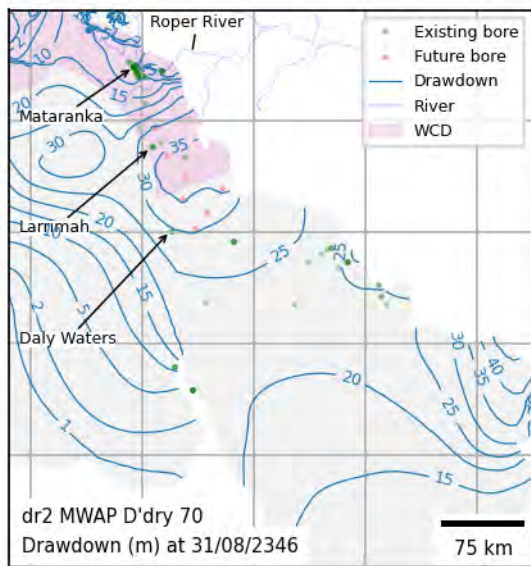 Roper River
Existing bore
Future bore
Drawdown
River
WCD
Mataranka
Larrimah
Daly Waters
20
10
15
20
30
35
30
25
25
10
15
5
2
1
20
15
25
30
35
40
dr2 MWAP D'dry 70
Drawdown (m) at 31/08/2346
75 km